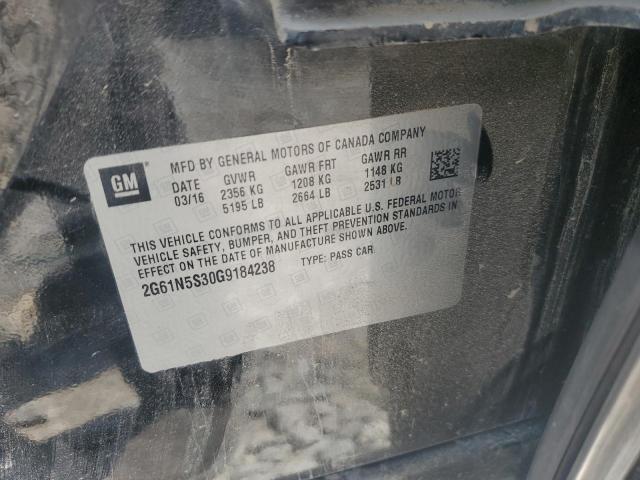 GM
MFD BY GENERAL MOTORS OF CANADA COMPANY
DATE GVWR GAWR FRT GAWR RR
03/16 2356 KG 1208 KG 1148 KG
5195 LB 2664 LB 2531 LB
THIS VEHICLE CONFORMS TO ALL APPLICABLE U.S. FEDERAL MOTOR
VEHICLE SAFETY, BUMPER, AND THEFT PREVENTION STANDARDS IN
EFFECT ON THE DATE OF MANUFACTURE SHOWN ABOVE.
2G61N5S30G9184238 TYPE: PASS CAR